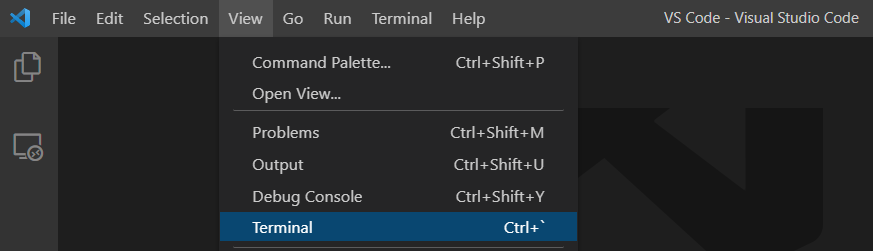 File Edit Selection View Go Run Terminal Help VS Code - Visual Studio Code
Command Palette... Ctrl+Shift+P
Open View...
Problems Ctrl+Shift+M
Output Ctrl+Shift+U
Debug Console Ctrl+Shift+Y
Terminal Ctrl+`